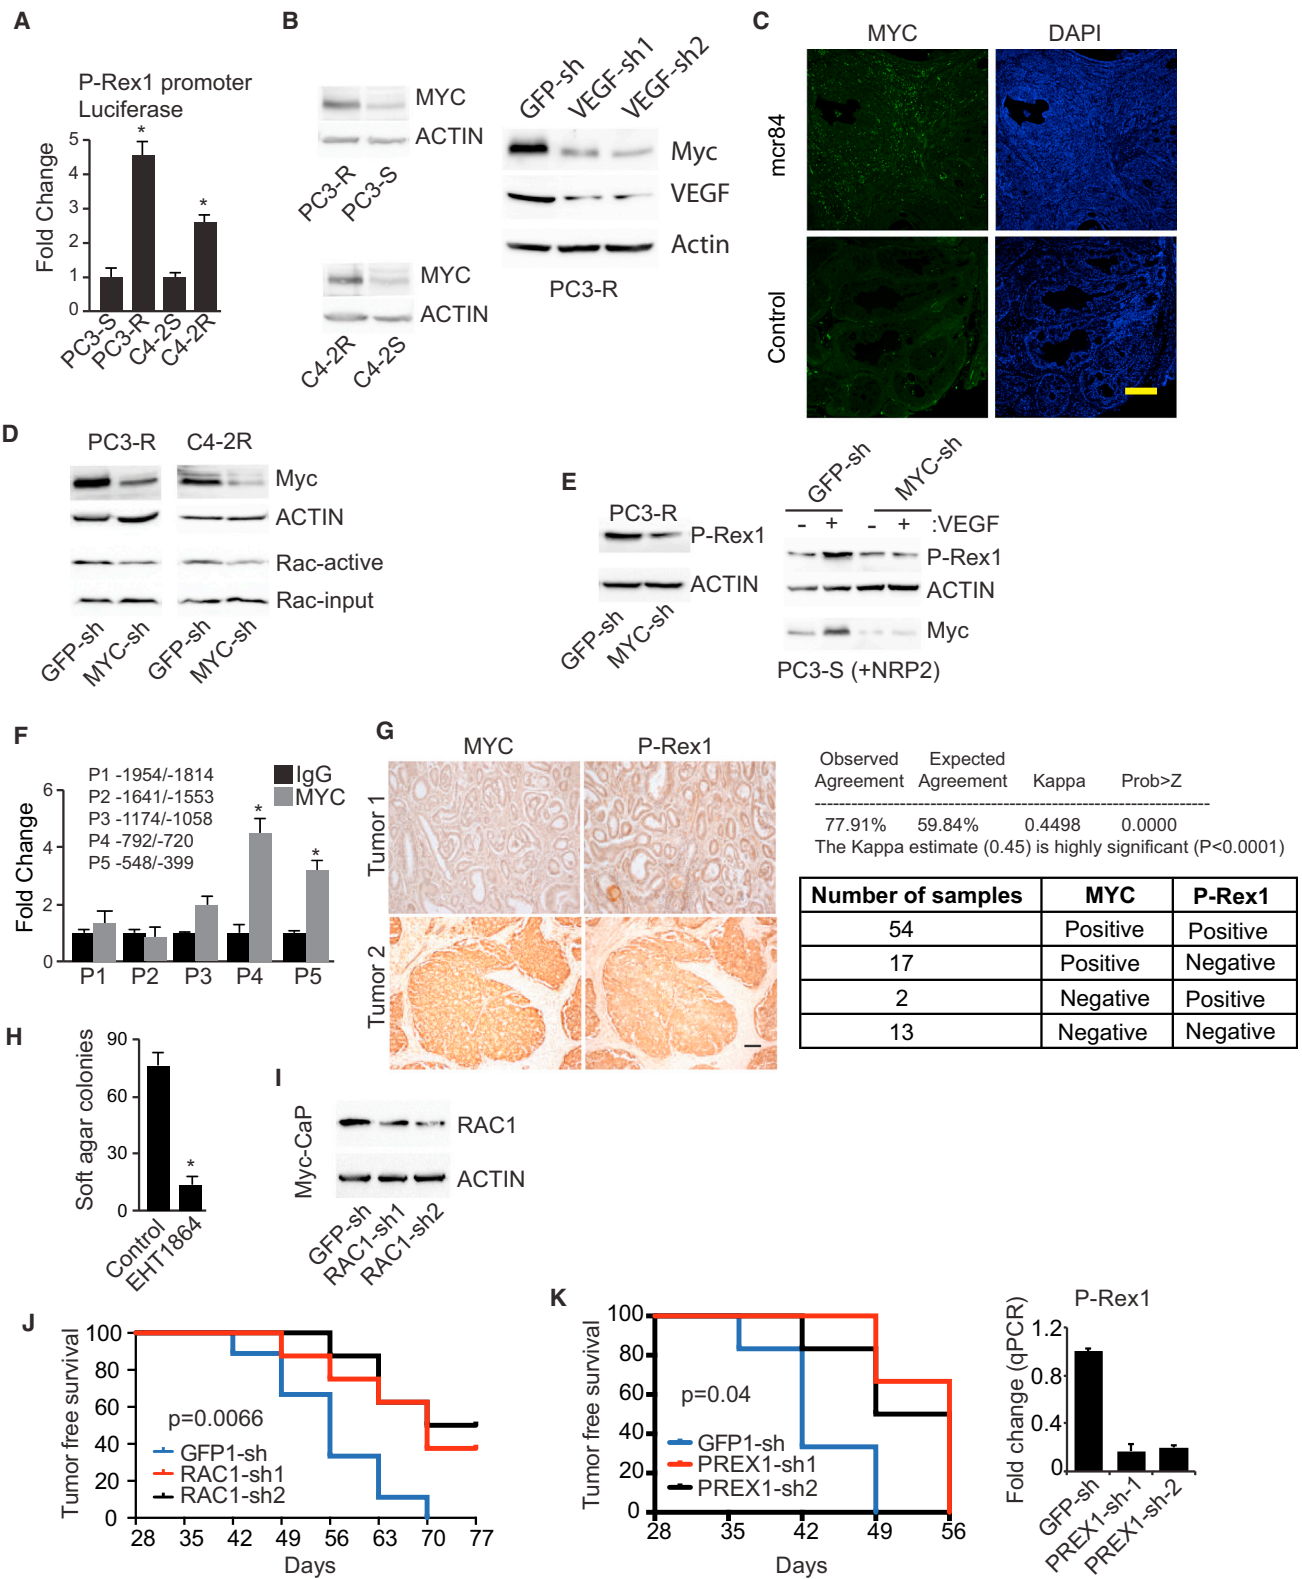 A
P-Rex1 promoter
Luciferase
Fold Change
5
4
3
2
1
0
*
*
PC3-S
PC3-R
C4-2S
C4-2R
B
MYC
ACTIN
PC3-R
PC3-S
MYC
ACTIN
C4-2R
C4-2S
GFP-sh
VEGF-sh1
VEGF-sh2
Myc
VEGF
Actin
PC3-R
C
MYC
DAPI
mcr84
Control
D
PC3-R
C4-2R
Myc
ACTIN
Rac-active
Rac-input
GFP-sh
MYC-sh
GFP-sh
MYC-sh
E
PC3-R
P-Rex1
ACTIN
GFP-sh
MYC-sh
GFP-sh
MYC-sh
- + - + :VEGF
P-Rex1
ACTIN
Myc
PC3-S (+NRP2)
F
P1 -1954/-1814
P2 -1641/-1553
P3 -1174/-1058
P4 -792/-720
P5 -548/-399
IgG
MYC
Fold Change
6
4
2
0
*
*
P1 P2 P3 P4 P5
G
MYC
P-Rex1
Tumor 1
Tumor 2
Observed Agreement Expected Agreement Kappa Prob>Z
--------------------------------------------------
77.91% 59.84% 0.4498 0.0000
The Kappa estimate (0.45) is highly significant (P<0.0001)
Number of samples MYC P-Rex1
54 Positive Positive
17 Positive Negative
2 Negative Positive
13 Negative Negative
H
Soft agar colonies
90
60
30
0
*
Control
EHT1864
I
Myc-CaP
RAC1
ACTIN
GFP-sh
RAC1-sh1
RAC1-sh2
J
Tumor free survival
100
80
60
40
20
0
p=0.0066
GFP1-sh
RAC1-sh1
RAC1-sh2
28 35 42 49 56 63 70 77
Days
K
Tumor free survival
100
80
60
40
20
0
p=0.04
GFP1-sh
PREX1-sh1
PREX1-sh2
28 35 42 49 56
Days
P-Rex1
Fold change (qPCR)
1.2
0.8
0.4
0
GFP-sh
PREX1-sh-1
PREX1-sh-2